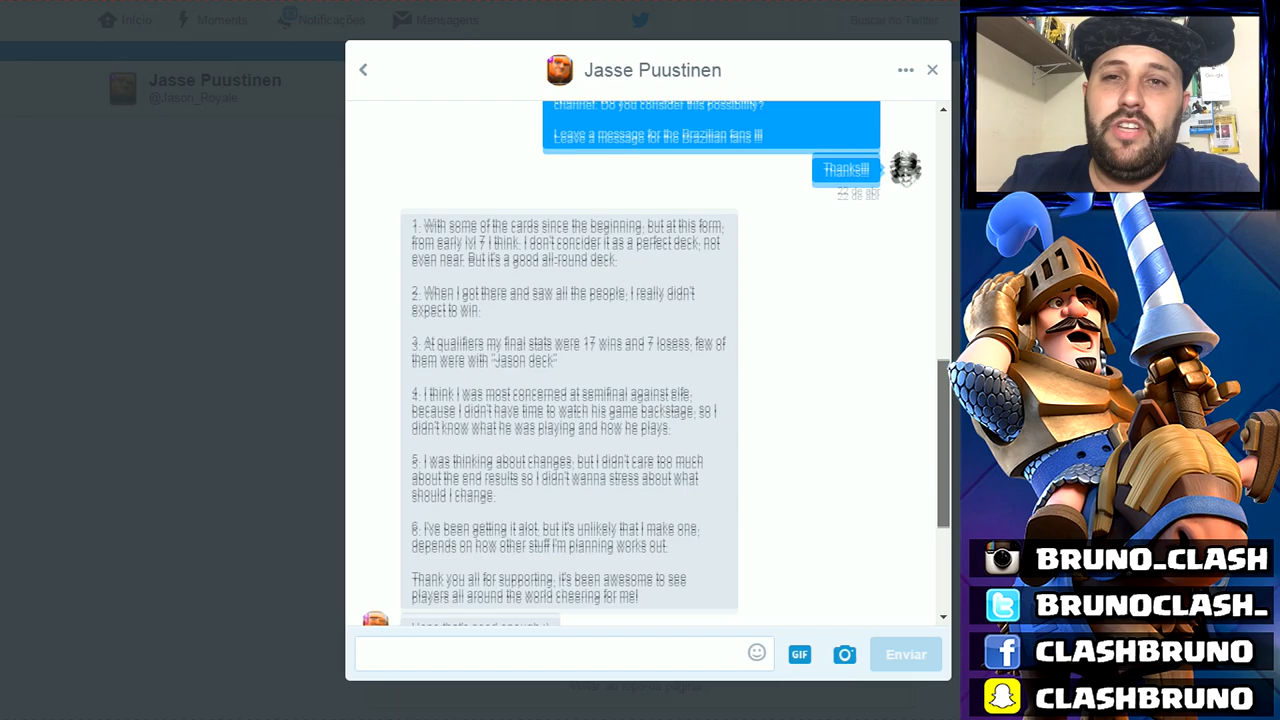 Início
Moments
Notificações
Mensagens
Buscar no Twitter
Jasse Puustinen
@Jason_Royale
Jasse Puustinen
channel. Do you consider this possibility?
Leave a message for the Brazilian fans !!!
Thanks!!!
22 de abr
1. With some of the cards since the beginning, but at this form,
from early lvl 7 I think. I don't concider it as a perfect deck, not
even near. But it's a good all-round deck.
2. When I got there and saw all the people, I really didn't
expect to win.
3. At qualifiers my final stats were 17 wins and 7 losess, few of
them were with "Jason deck"
4. I think I was most concerned at semifinal against elfe,
because I didn't have time to watch his game backstage, so I
didn't know what he was playing and how he plays.
5. I was thinking about changes, but I didn't care too much
about the end results so I didn't wanna stress about what
should I change.
6. I've been getting it alot, but it's unlikely that I make one,
depends on how other stuff I'm planning works out.
Thank you all for supporting, it's been awesome to see
players all around the world cheering for me!
Hope that's good enough :)
GIF
Enviar
Bruno_Clash
BrunoClash_
ClashBruno
ClashBruno